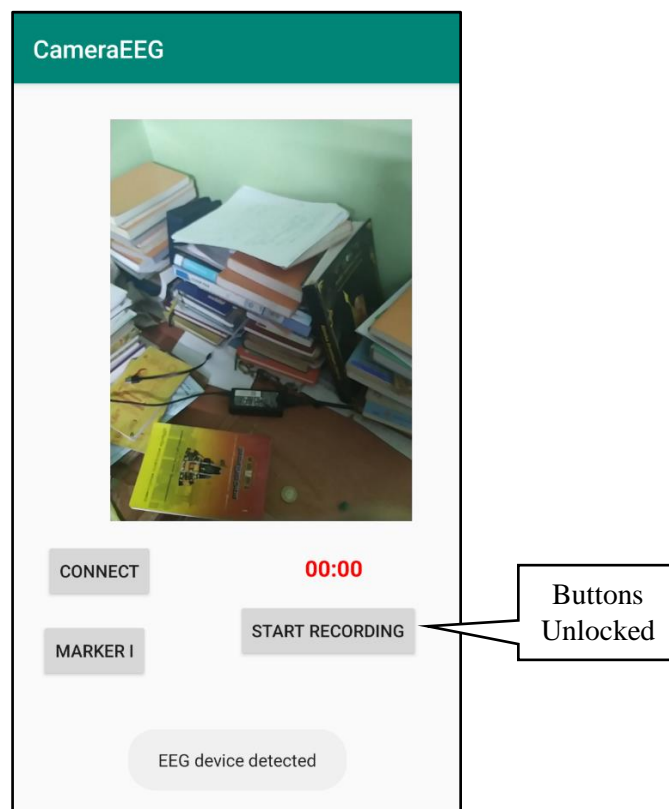 CameraEEG
CONNECT
00:00
START RECORDING
MARKER I
EEG device detected
Buttons
Unlocked